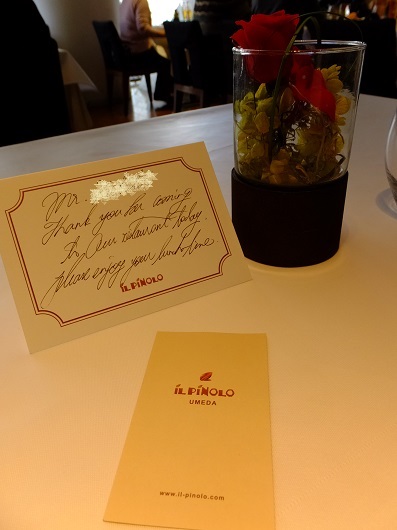 Mr.
Thank you for coming
to our restaurant today.
please enjoy your lunch time
IL PINOLO
IL PINOLO
UMEDA
www.il-pinolo.com